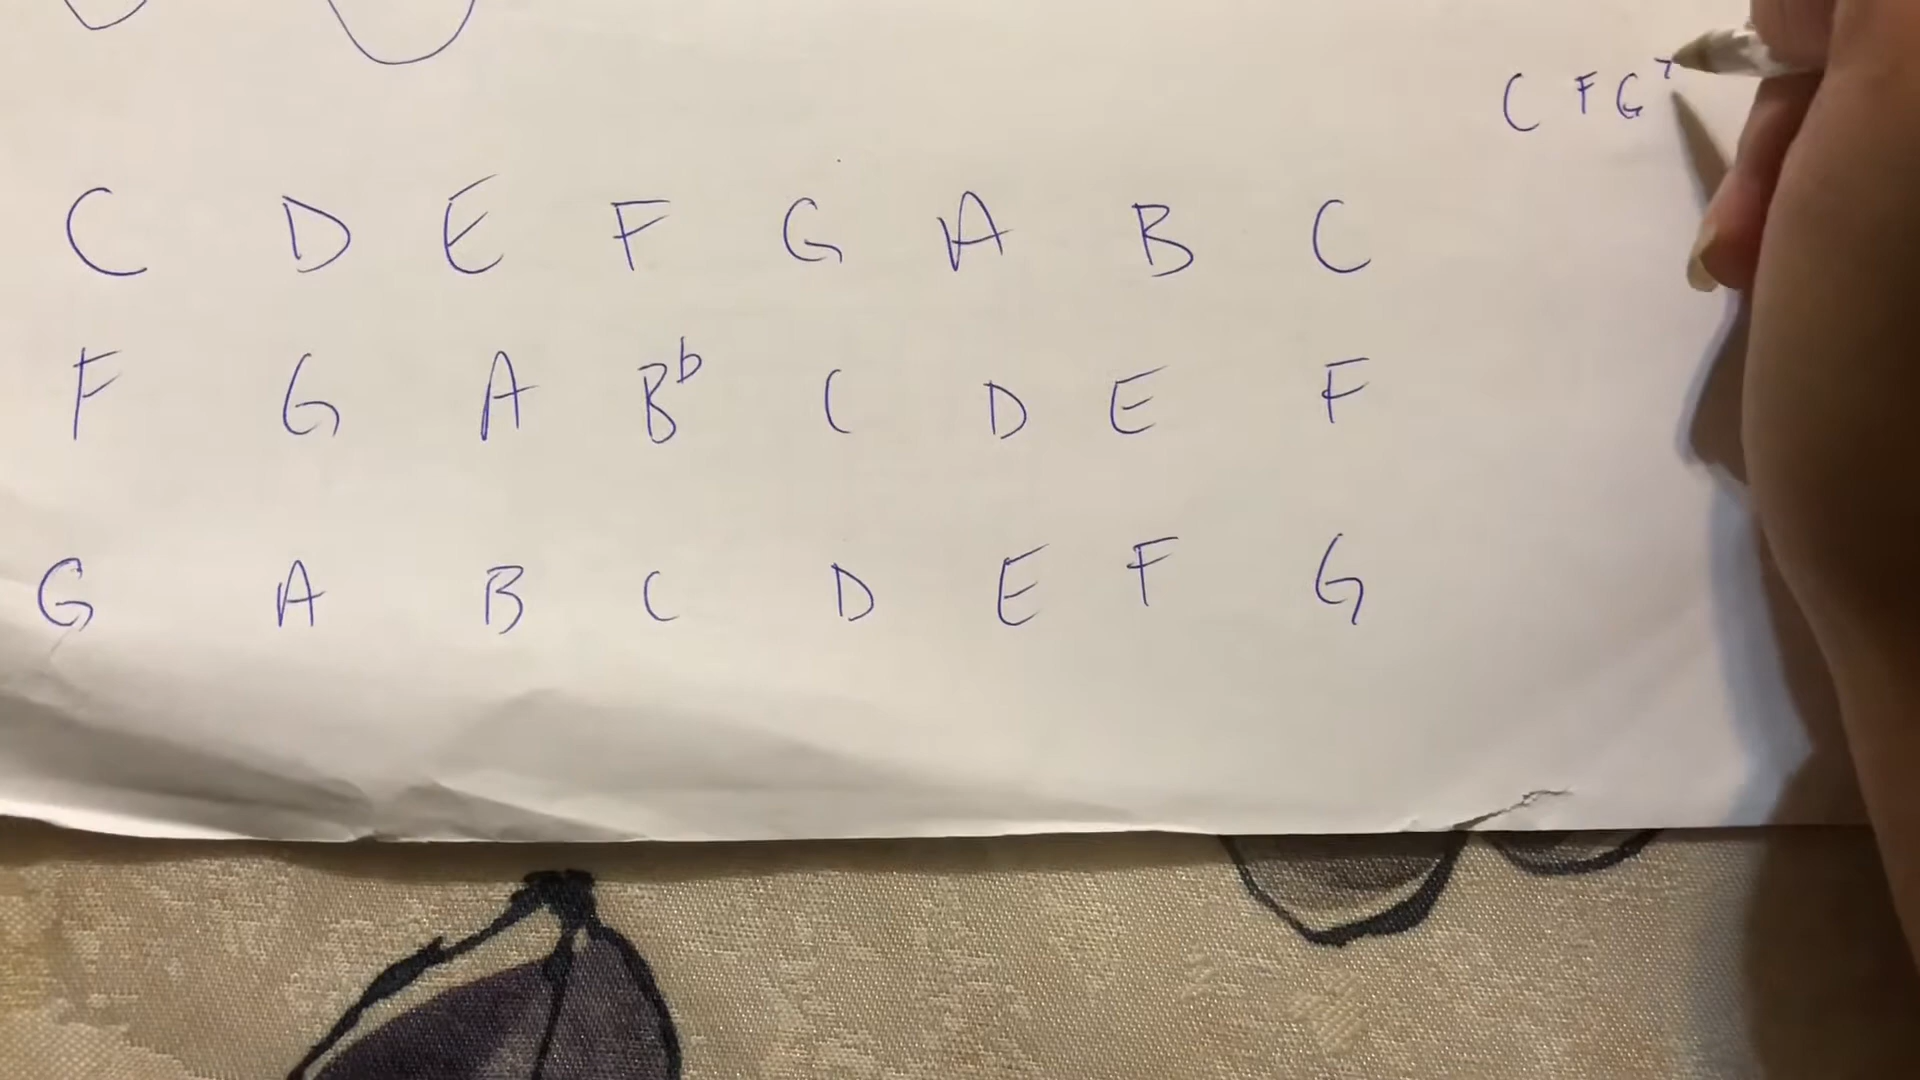 C F G⁷
C D E F G A B C
F G A B♭ C D E F
G A B C D E F G